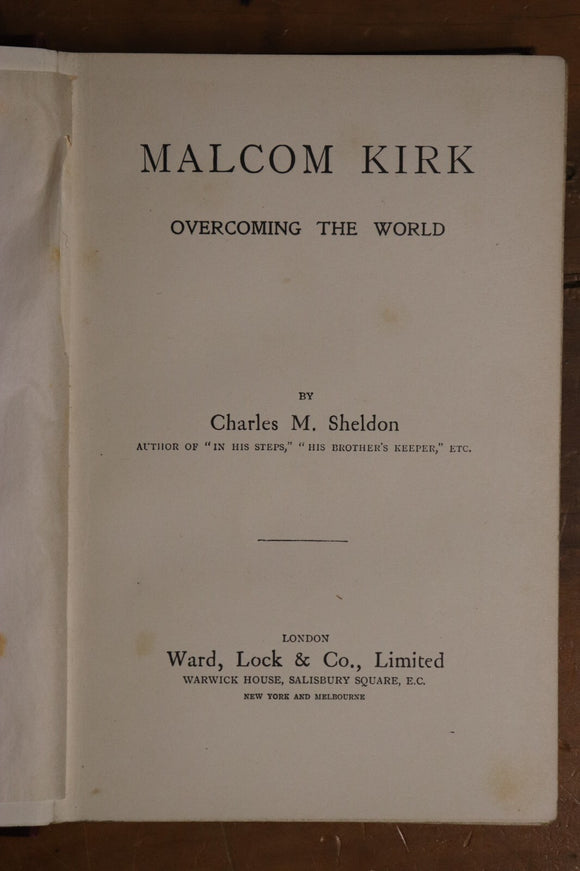 MALCOM KIRK
OVERCOMING THE WORLD
BY
Charles M. Sheldon
AUTHOR OF "IN HIS STEPS," "HIS BROTHER'S KEEPER," ETC.
LONDON
Ward, Lock & Co., Limited
WARWICK HOUSE, SALISBURY SQUARE, E.C.
NEW YORK AND MELBOURNE